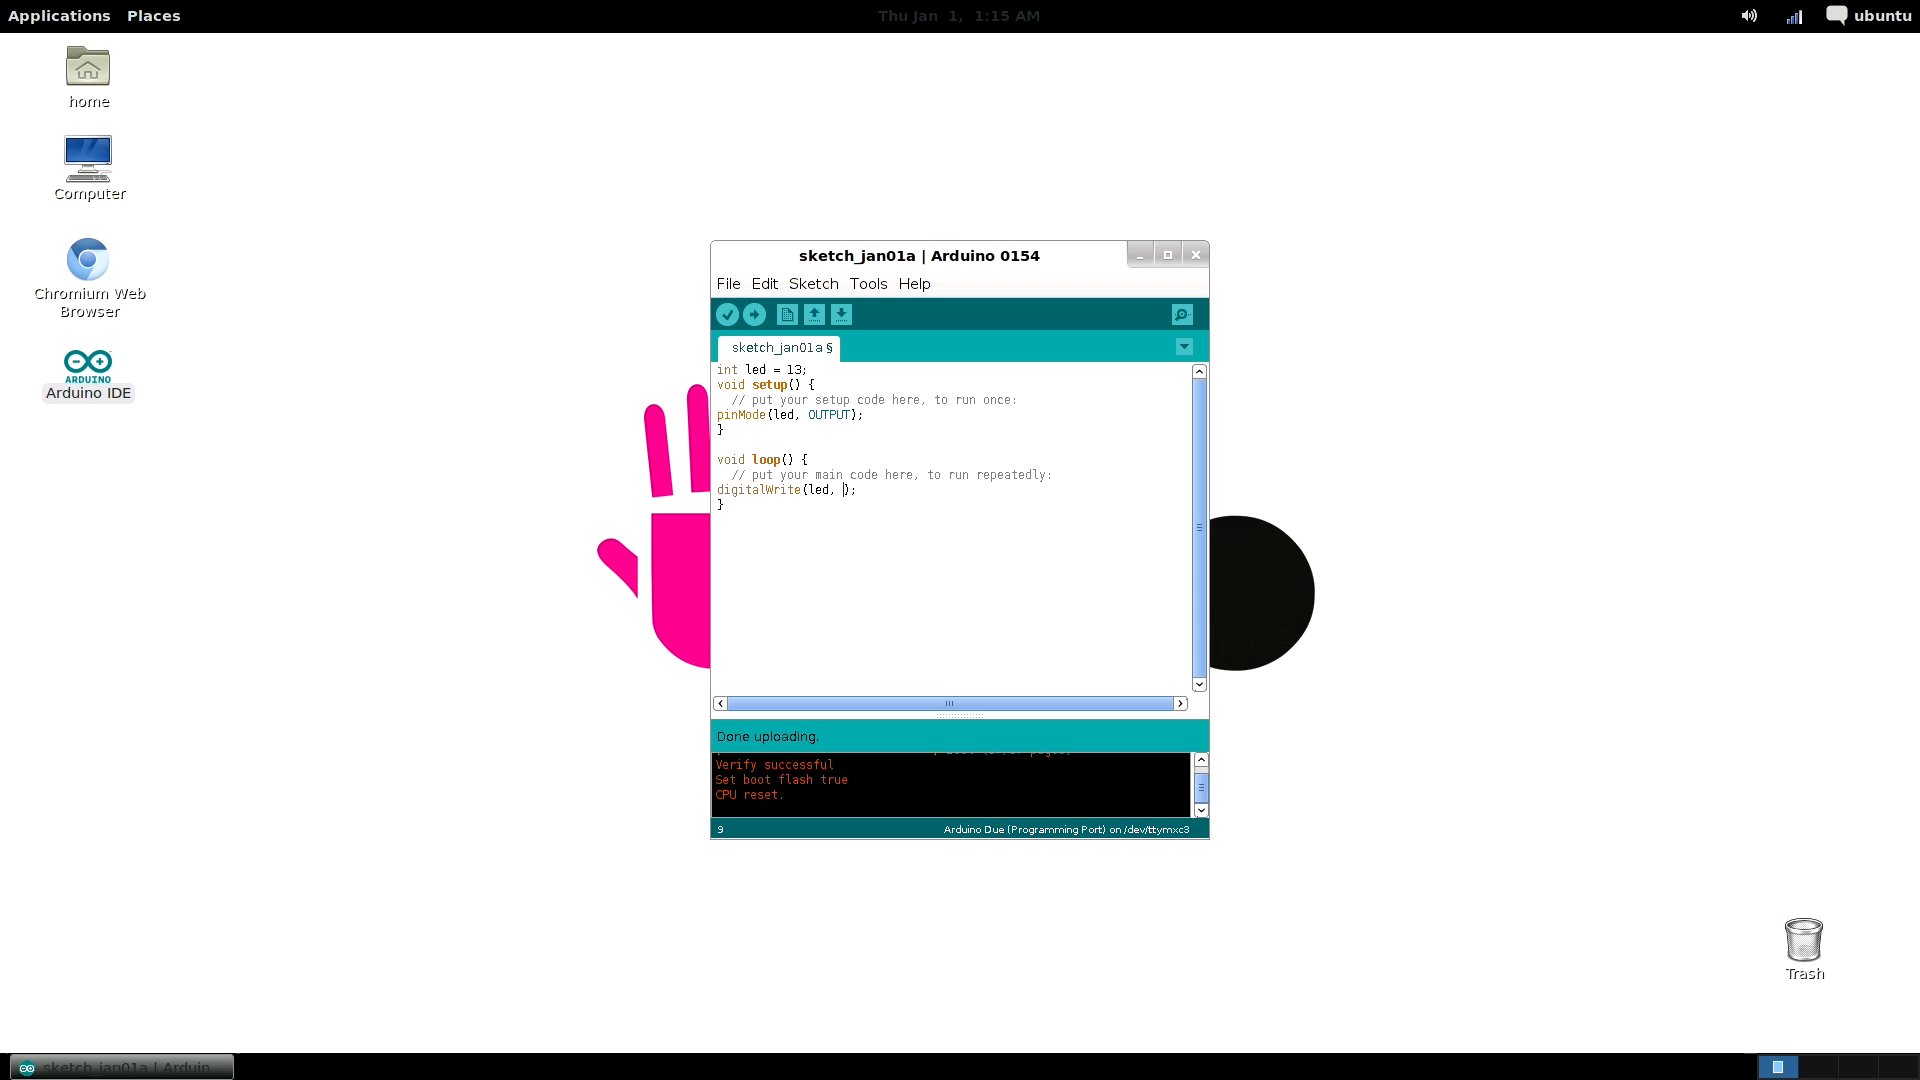 Applications Places
Thu Jan 1, 1:15 AM
ubuntu
home
Computer
Chromium Web
Browser
ARDUINO
Arduino IDE
sketch_jan01a | Arduino 0154
File Edit Sketch Tools Help
sketch_jan01a §
int led = 13;
void setup() {
// put your setup code here, to run once:
pinMode(led, OUTPUT);
}
void loop() {
// put your main code here, to run repeatedly:
digitalWrite(led, );
}
Done uploading.
Verify successful
Set boot flash true
CPU reset.
9
Arduino Due (Programming Port) on /dev/ttymxc3
Trash
sketch_jan01a | Arduin